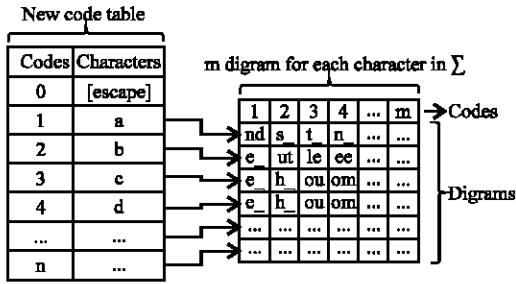 New code table
Codes Characters
0 [escape]
1 a
2 b
3 c
4 d
... ...
n ...
m digram for each character in ∑
1 2 3 4 ... m Codes
nd s_ t_ n_ ... ...
e_ ut le ee ... ...
e_ h_ ou om ... ...
e_ h_ ou om ... ...
... ... ... ... ... ...
... ... ... ... ... ...
Digrams